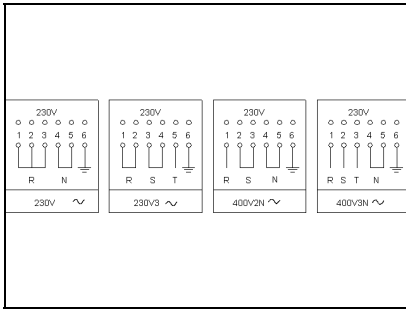 230V
1 2 3 4 5 6
R N
230V
230V
1 2 3 4 5 6
R S T
230V3
230V
1 2 3 4 5 6
R S N
400V2N
230V
1 2 3 4 5 6
R S T N
400V3N